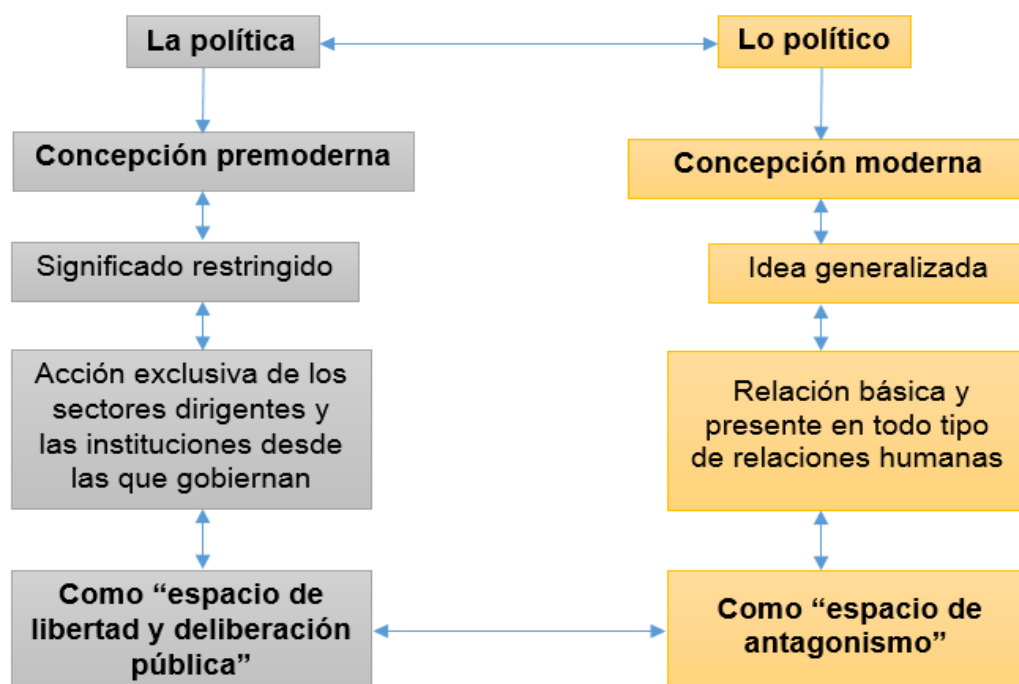 La política
Lo político
Concepción premoderna
Concepción moderna
Significado restringido
Idea generalizada
Acción exclusiva de los
sectores dirigentes y
las instituciones desde
las que gobiernan
Relación básica y
presente en todo tipo
de relaciones humanas
Como “espacio de
libertad y deliberación
pública”
Como “espacio de
antagonismo”